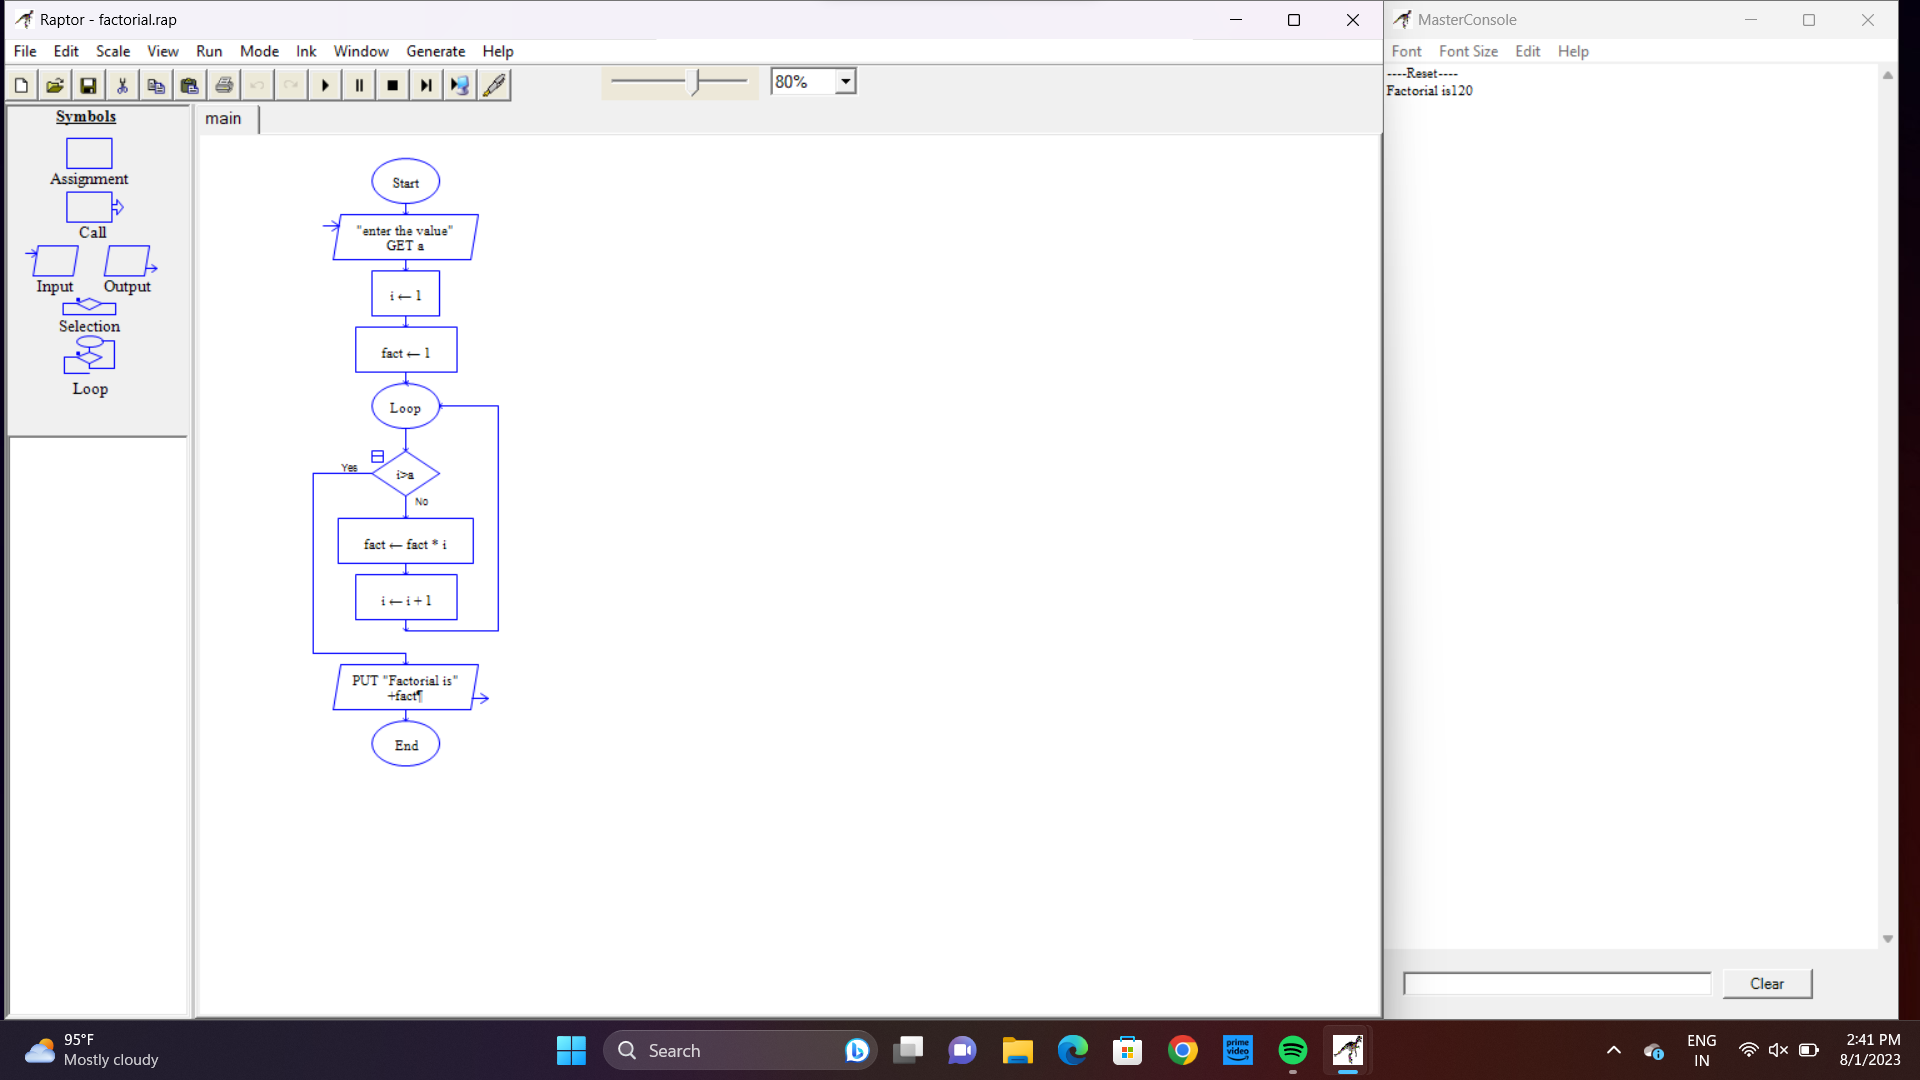 Raptor - factorial.rap
File Edit Scale View Run Mode Ink Window Generate Help
80%
Symbols
Assignment
Call
Input Output
Selection
Loop
main
Start
"enter the value"
GET a
i ← 1
fact ← 1
Loop
Yes
i>a
No
fact ← fact * i
i ← i + 1
PUT "Factorial is"
+fact¶
End
MasterConsole
Font Font Size Edit Help
----Reset----
Factorial is120
Clear
95°F
Mostly cloudy
Search
prime
video
ENG
IN
2:41 PM
8/1/2023